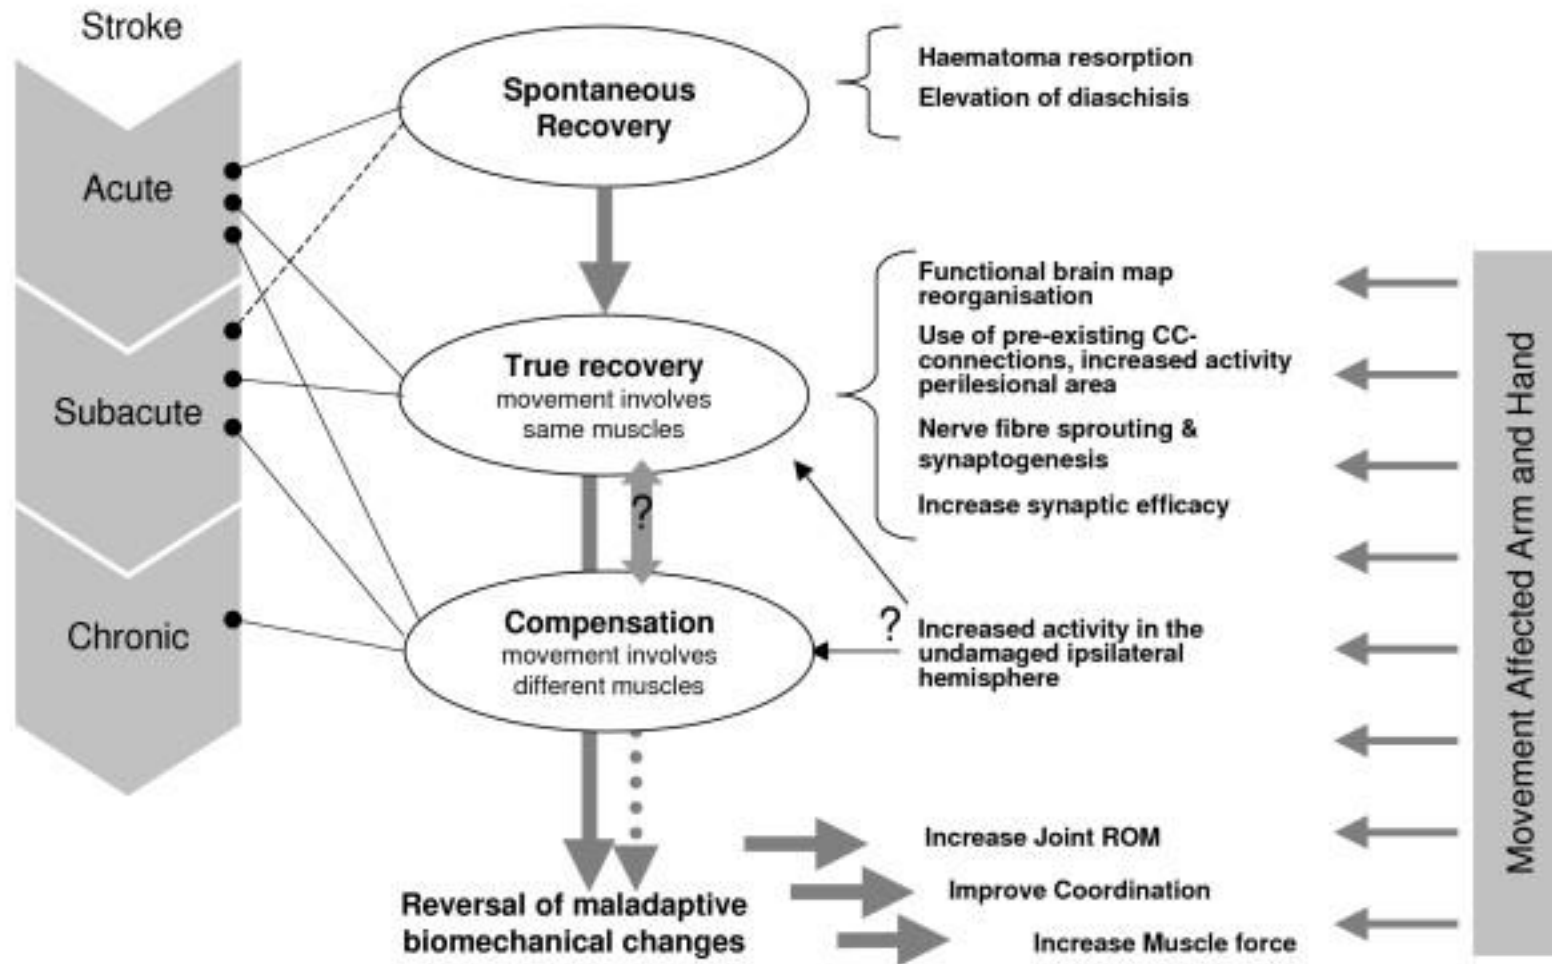 Stroke
Acute
Subacute
Chronic
Spontaneous
Recovery
Haematoma resorption
Elevation of diaschisis
True recovery
movement involves
same muscles
Functional brain map
reorganisation
Use of pre-existing CC-
connections, increased activity
perilesional area
Nerve fibre sprouting &
synaptogenesis
Increase synaptic efficacy
?
Compensation
movement involves
different muscles
?
Increased activity in the
undamaged ipsilateral
hemisphere
Reversal of maladaptive
biomechanical changes
Increase Joint ROM
Improve Coordination
Increase Muscle force
Movement Affected Arm and Hand